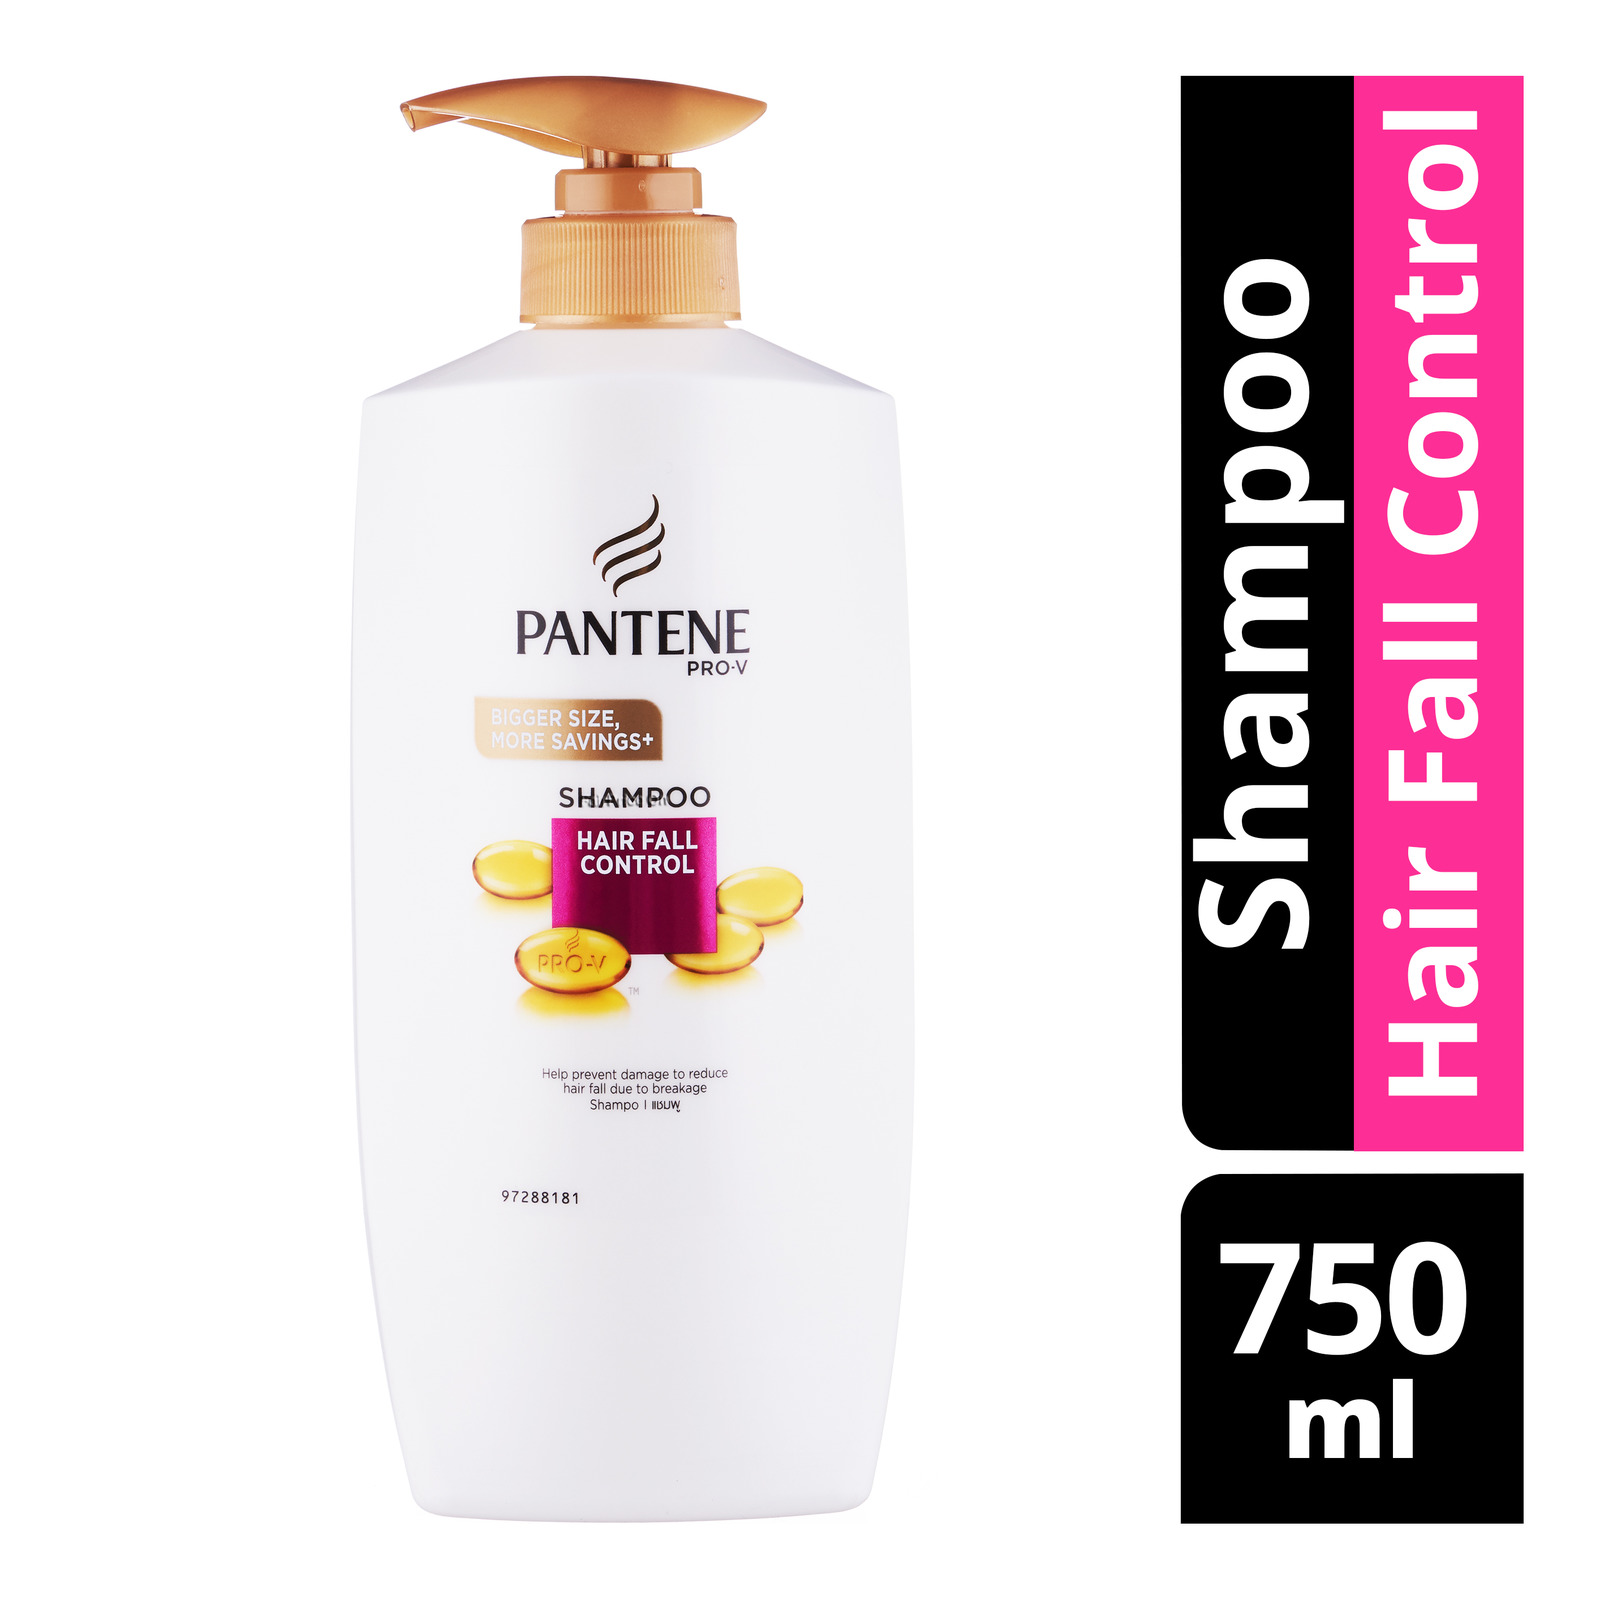 PANTENE
PRO-V
BIGGER SIZE,
MORE SAVINGS+
SHAMPOO
HAIR FALL
CONTROL
PRO-V
TM
Help prevent damage to reduce
hair fall due to breakage
Shampo | แชมพู
97288181
Shampoo
Hair Fall Control
750
ml